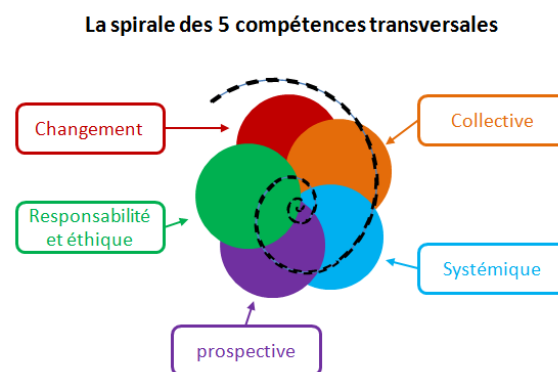 La spirale des 5 compétences transversales
Changement
Collective
Responsabilité
et éthique
Systémique
prospective